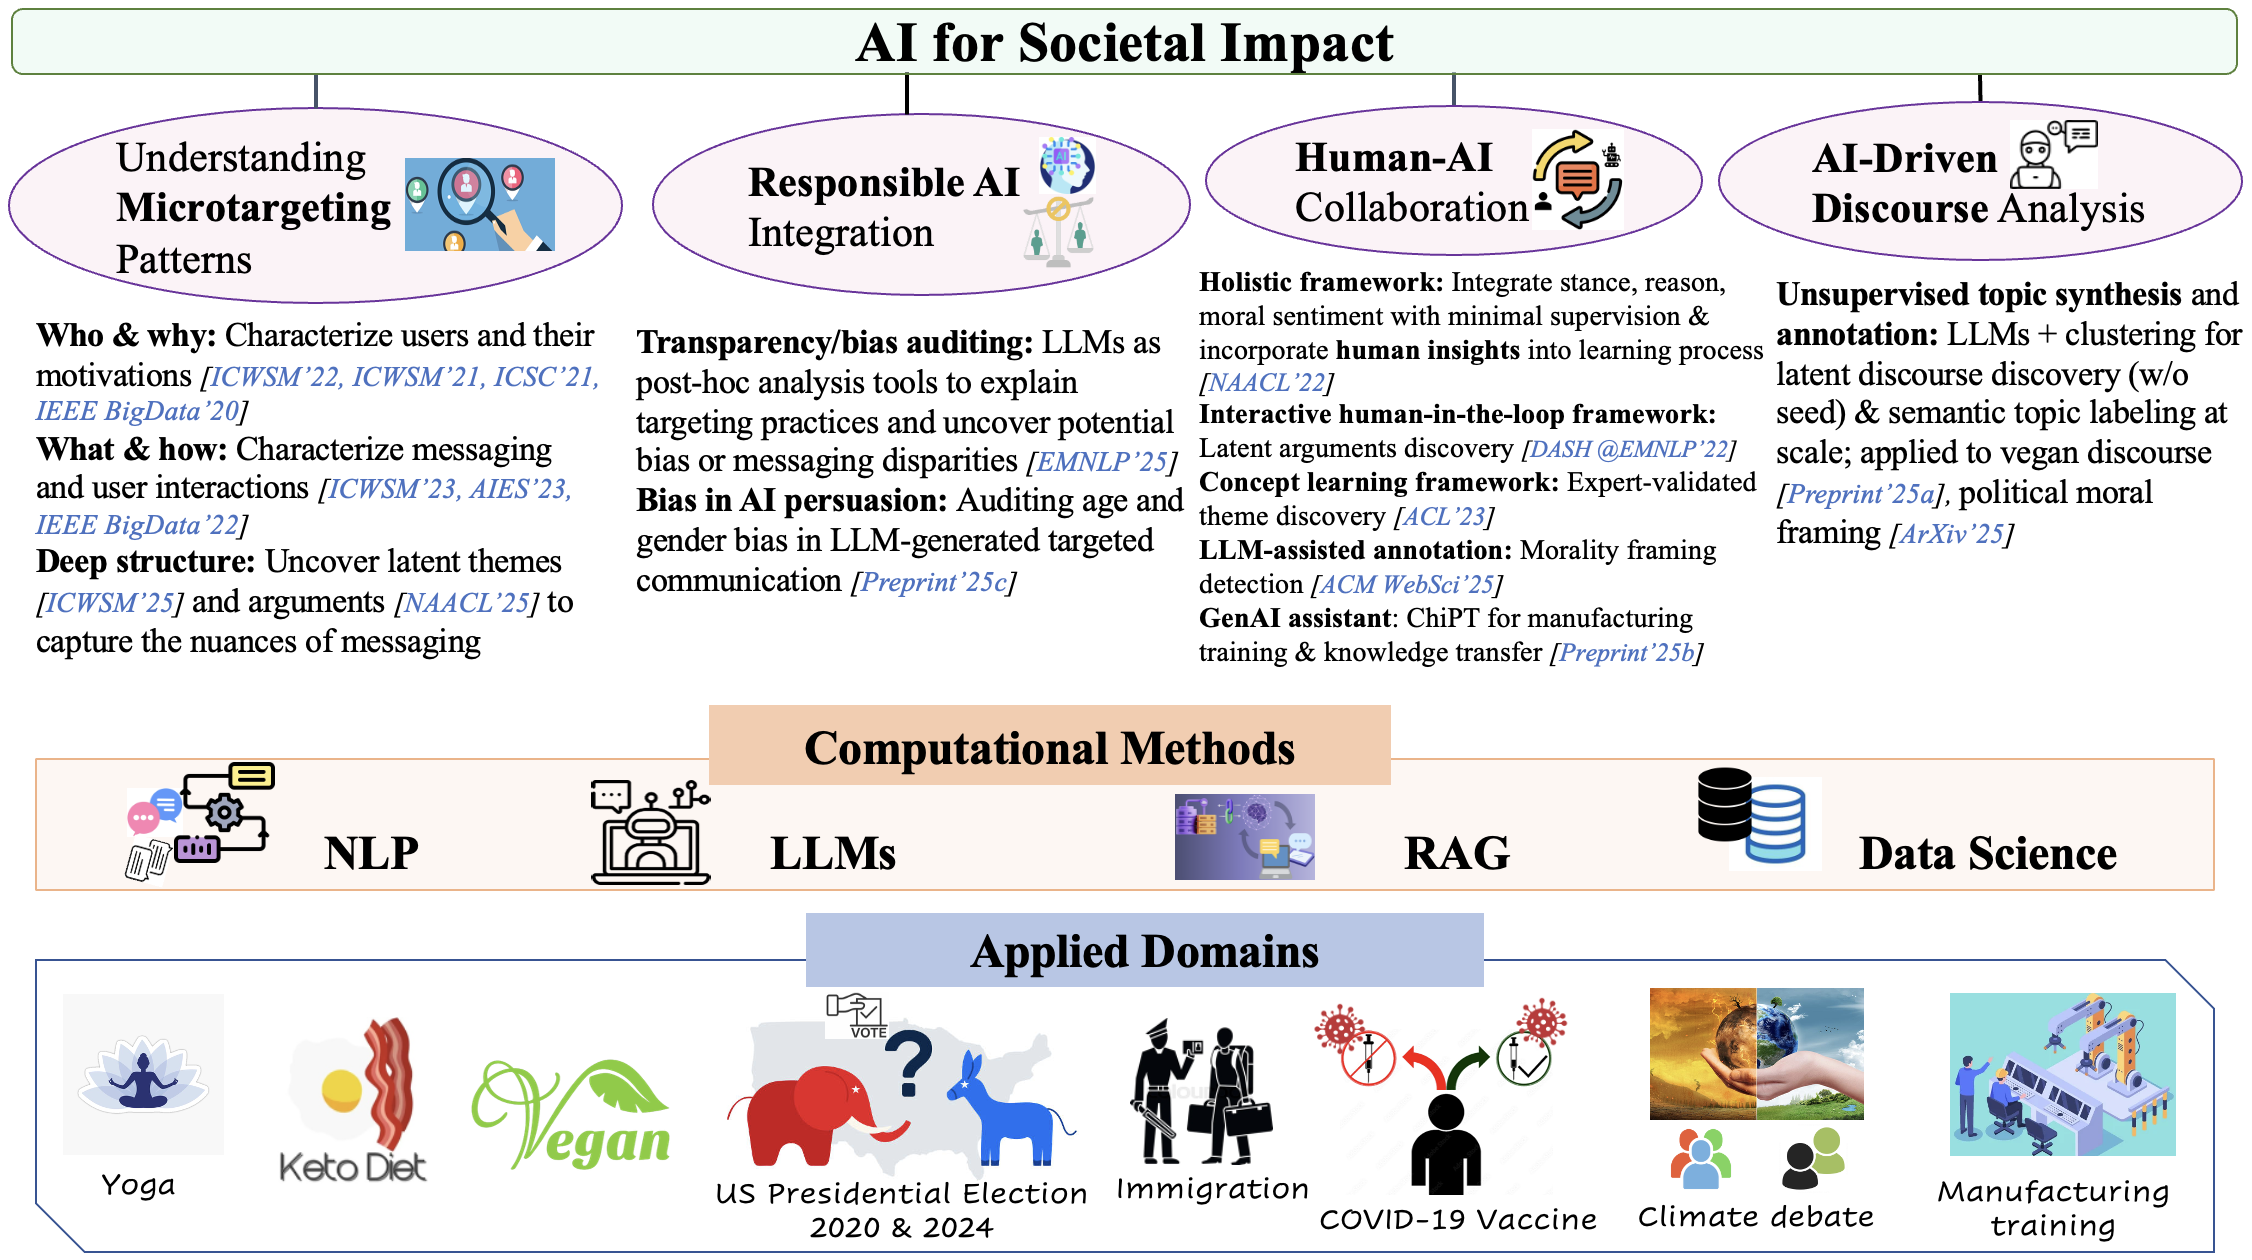 AI for Societal Impact
Understanding
Microtargeting
Patterns
Who & why: Characterize users and their
motivations [ICWSM’22, ICWSM’21, ICSC’21,
IEEE BigData’20]
What & how: Characterize messaging
and user interactions [ICWSM’23, AIES’23,
IEEE BigData’22]
Deep structure: Uncover latent themes
[ICWSM’25] and arguments [NAACL’25] to
capture the nuances of messaging
Responsible AI
Integration
AI
Transparency/bias auditing: LLMs as
post-hoc analysis tools to explain
targeting practices and uncover potential
bias or messaging disparities [EMNLP’25]
Bias in AI persuasion: Auditing age and
gender bias in LLM-generated targeted
communication [Preprint’25c]
Human-AI
Collaboration
Holistic framework: Integrate stance, reason,
moral sentiment with minimal supervision &
incorporate human insights into learning process
[NAACL’22]
Interactive human-in-the-loop framework:
Latent arguments discovery [DASH @EMNLP’22]
Concept learning framework: Expert-validated
theme discovery [ACL’23]
LLM-assisted annotation: Morality framing
detection [ACM WebSci’25]
GenAI assistant: ChiPT for manufacturing
training & knowledge transfer [Preprint’25b]
AI-Driven
Discourse Analysis
Unsupervised topic synthesis and
annotation: LLMs + clustering for
latent discourse discovery (w/o
seed) & semantic topic labeling at
scale; applied to vegan discourse
[Preprint’25a], political moral
framing [ArXiv’25]
Computational Methods
NLP
LLMs
RAG
Data Science
Applied Domains
Yoga
Keto Diet
Vegan
VOTE
?
US Presidential Election
2020 & 2024
Immigration
COVID-19 Vaccine
Climate debate
Manufacturing
training